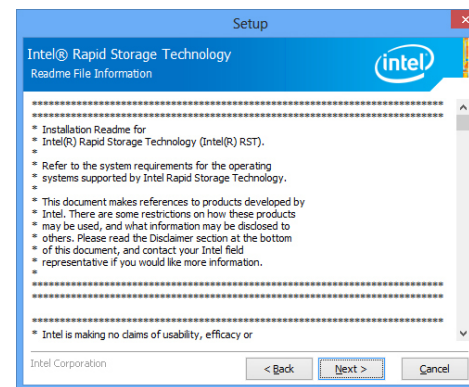 Setup
Intel® Rapid Storage Technology
Readme File Information
intel
*******************************************************************************
*******************************************************************************
* Installation Readme for
* Intel(R) Rapid Storage Technology (Intel(R) RST).
*
* Refer to the system requirements for the operating
* systems supported by Intel Rapid Storage Technology.
*
* This document makes references to products developed by
* Intel. There are some restrictions on how these products
* may be used, and what information may be disclosed to
* others. Please read the Disclaimer section at the bottom
* of this document, and contact your Intel field
* representative if you would like more information.
*
*******************************************************************************
*******************************************************************************
*******************************************************************************
* Intel is making no claims of usability, efficacy or
Intel Corporation
< Back
Next >
Cancel